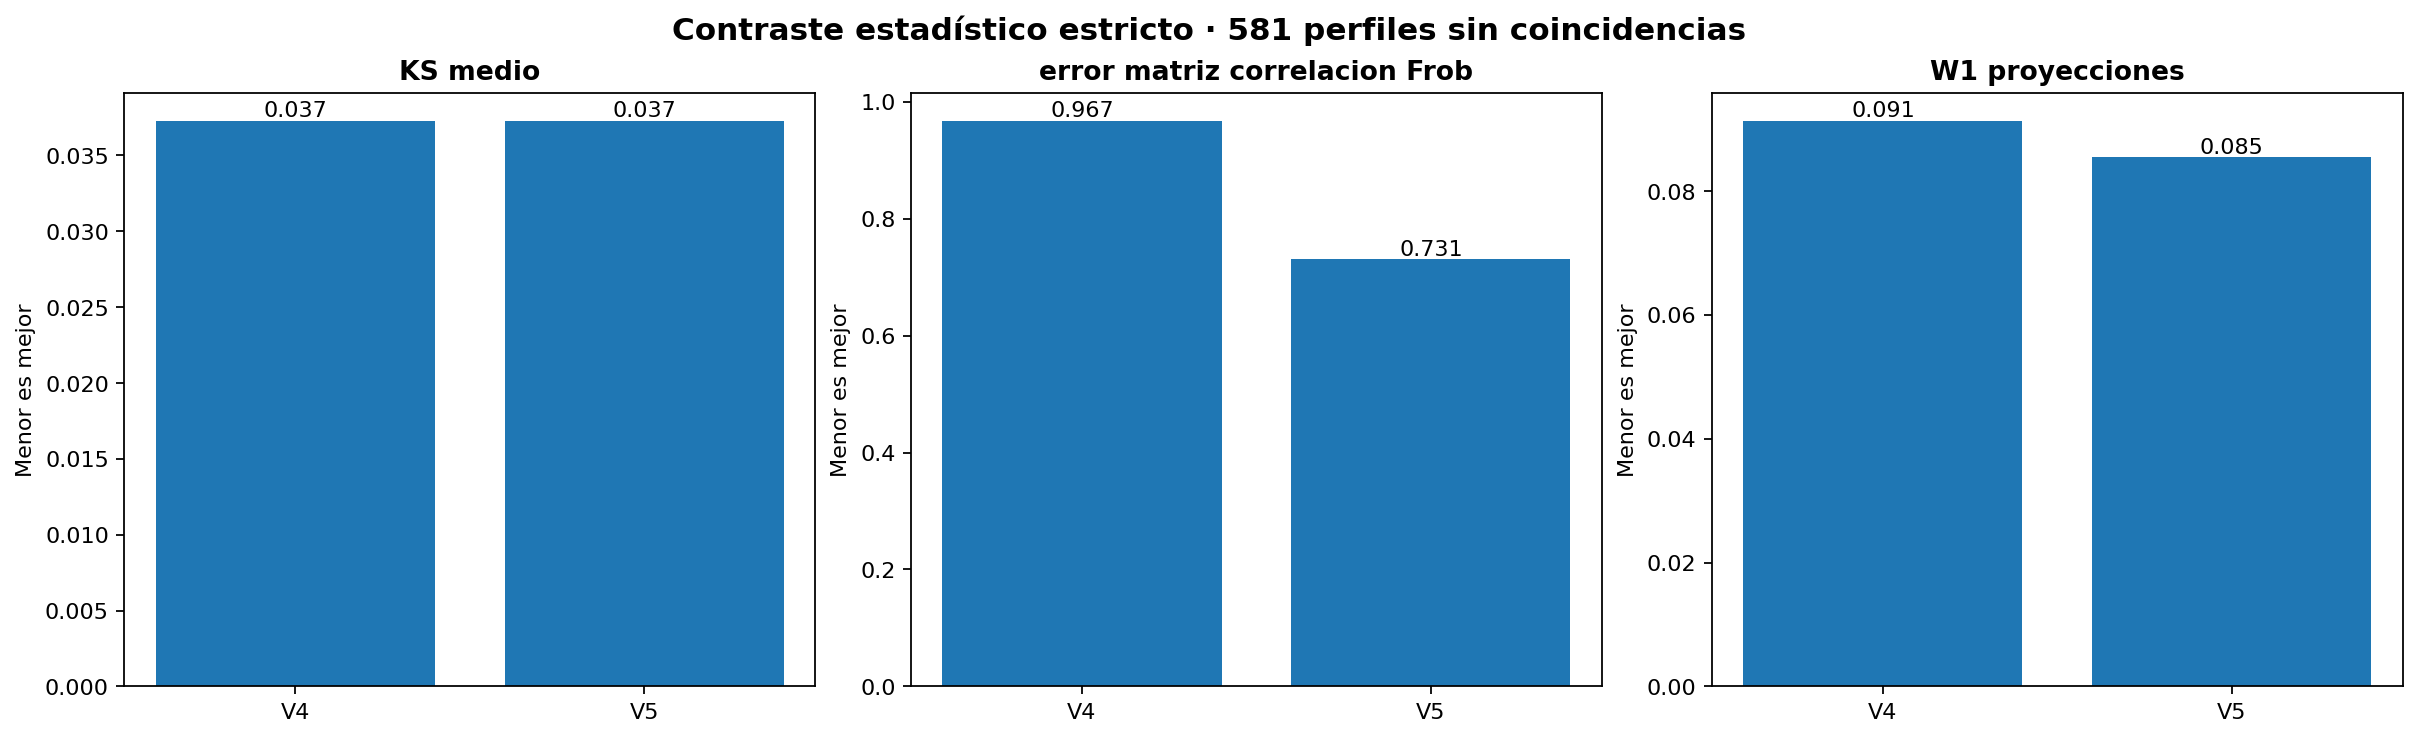 Contraste estadístico estricto · 581 perfiles sin coincidencias
KS medio
Menor es mejor
0.035
0.030
0.025
0.020
0.015
0.010
0.005
0.000
0.037
0.037
V4
V5
error matriz correlacion Frob
Menor es mejor
1.0
0.8
0.6
0.4
0.2
0.0
0.967
0.731
V4
V5
W1 proyecciones
Menor es mejor
0.08
0.06
0.04
0.02
0.00
0.091
0.085
V4
V5